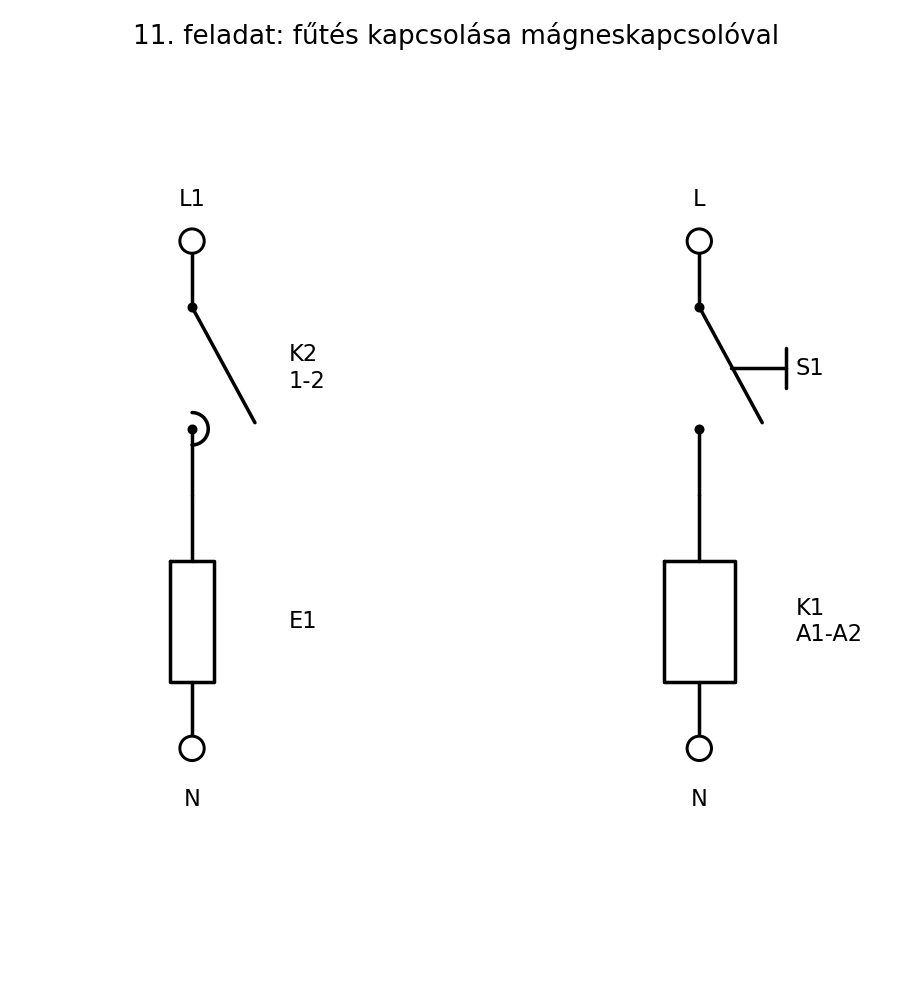 11. feladat: fűtés kapcsolása mágneskapcsolóval
L1
L
K2
1-2
S1
E1
K1
A1-A2
N
N